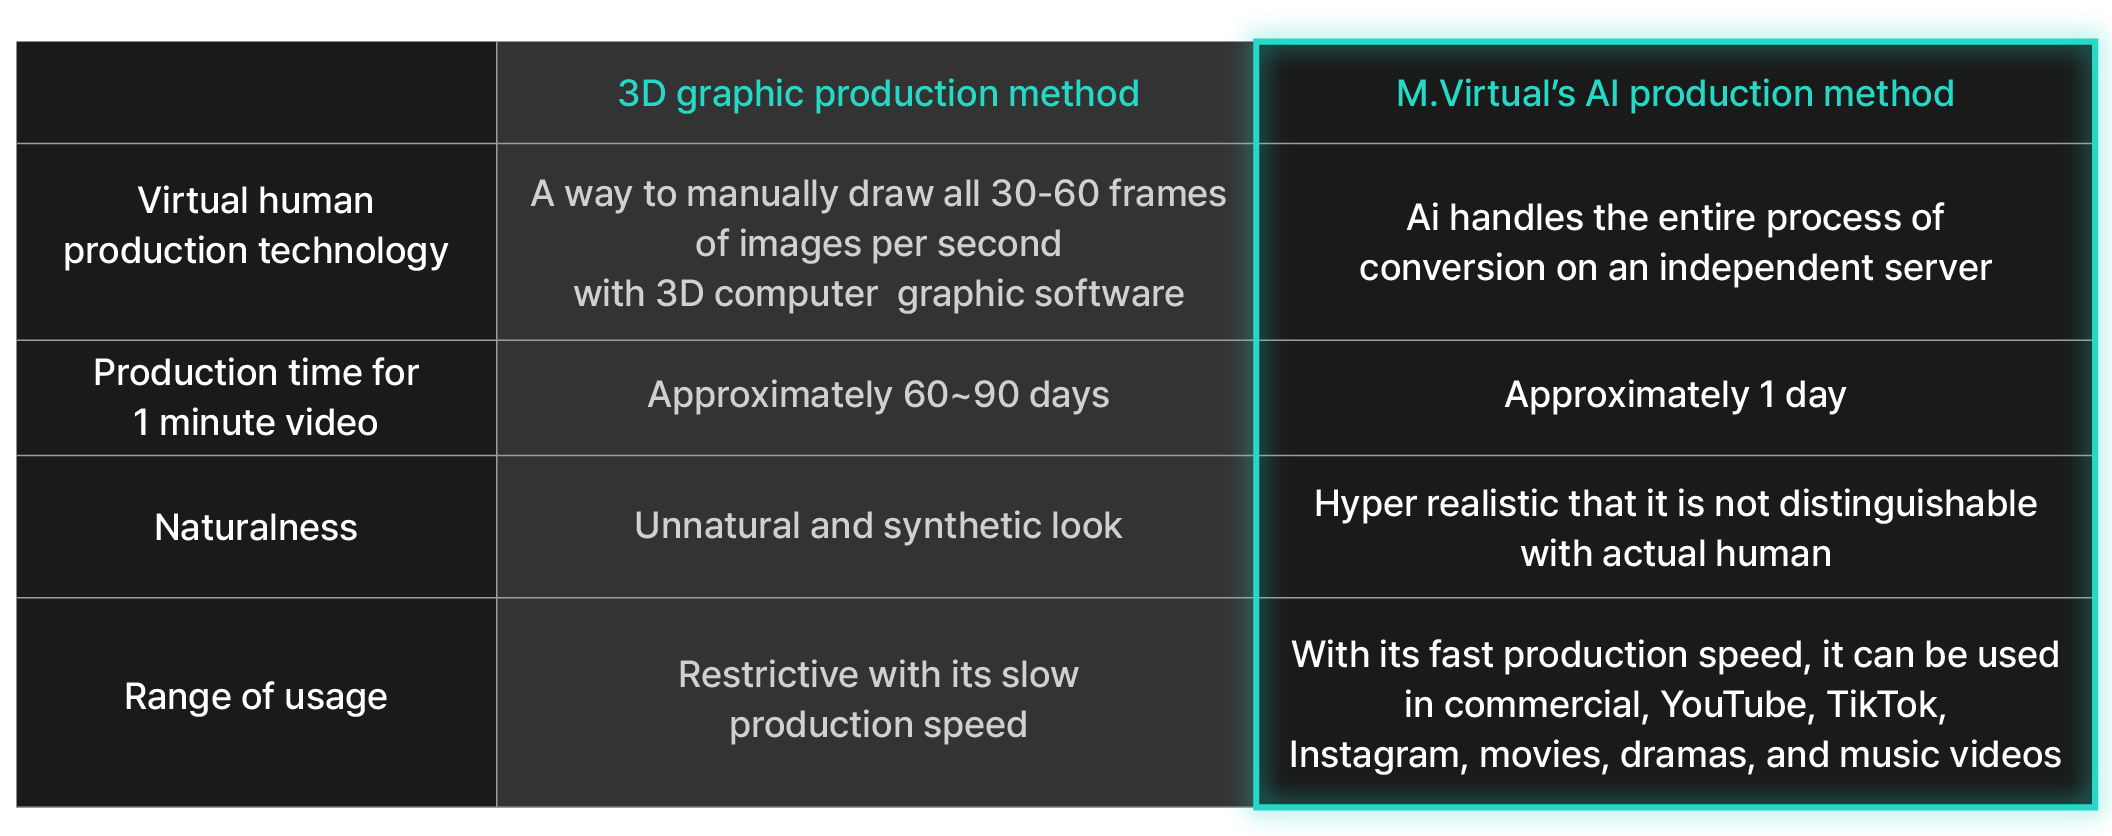 3D graphic production method
M.Virtual’s AI production method
Virtual human
production technology
A way to manually draw all 30-60 frames
of images per second
with 3D computer  graphic software
Ai handles the entire process of
conversion on an independent server
Production time for
1 minute video
Approximately 60~90 days
Approximately 1 day
Naturalness
Unnatural and synthetic look
Hyper realistic that it is not distinguishable
with actual human
Range of usage
Restrictive with its slow
production speed
With its fast production speed, it can be used
in commercial, YouTube, TikTok,
Instagram, movies, dramas, and music videos